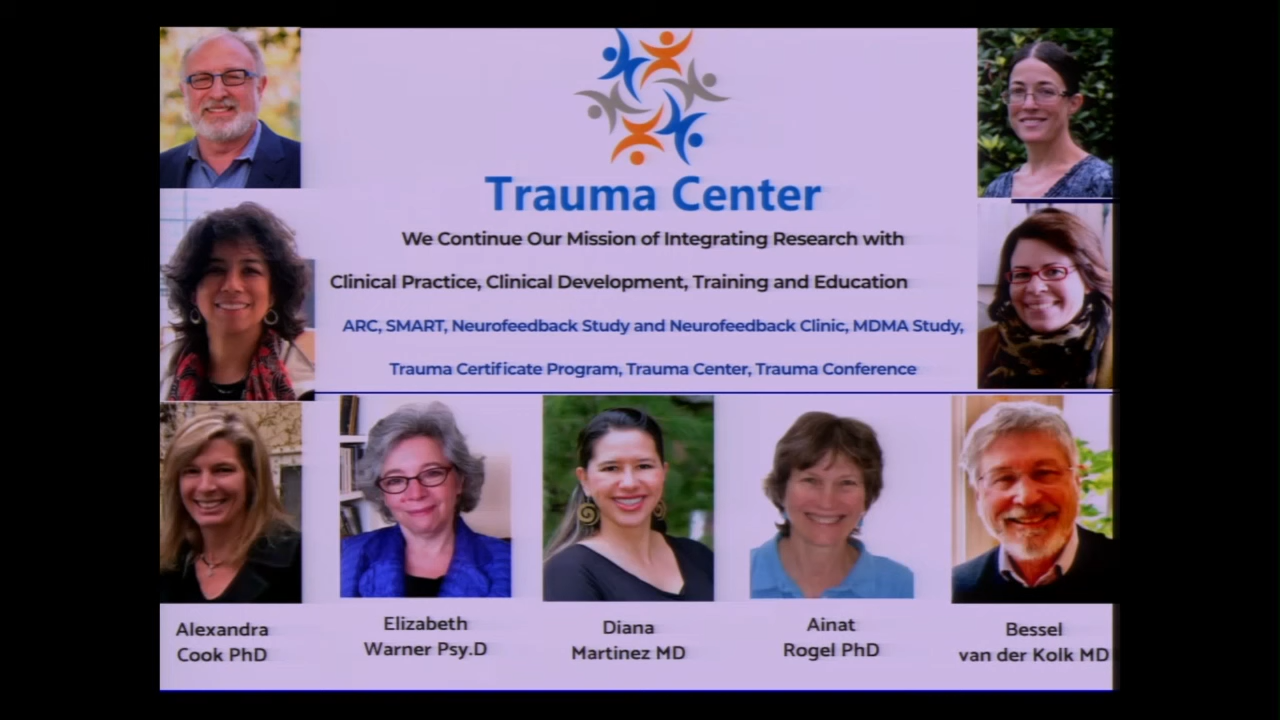 Trauma Center
We Continue Our Mission of Integrating Research with
Clinical Practice, Clinical Development, Training and Education
ARC, SMART, Neurofeedback Study and Neurofeedback Clinic, MDMA Study,
Trauma Certificate Program, Trauma Center, Trauma Conference
Alexandra
Cook PhD
Elizabeth
Warner Psy.D
Diana
Martinez MD
Ainat
Rogel PhD
Bessel
van der Kolk MD